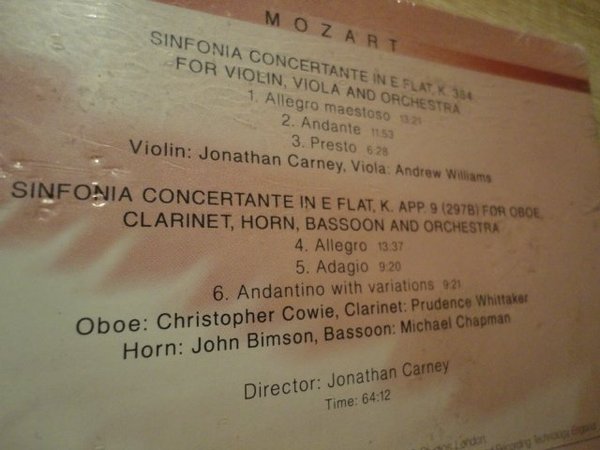 MOZART
SINFONIA CONCERTANTE IN E FLAT, K. 364
FOR VIOLIN, VIOLA AND ORCHESTRA
1. Allegro maestoso 13:21
2. Andante 11:53
3. Presto 6:28
Violin: Jonathan Carney, Viola: Andrew Williams
SINFONIA CONCERTANTE IN E FLAT, K. APP. 9 (297B) FOR OBOE,
CLARINET, HORN, BASSOON AND ORCHESTRA
4. Allegro 13:37
5. Adagio 9:20
6. Andantino with variations 9:21
Oboe: Christopher Cowie, Clarinet: Prudence Whittaker
Horn: John Bimson, Bassoon: Michael Chapman
Director: Jonathan Carney
Time: 64:12
London
Recording Technology, England